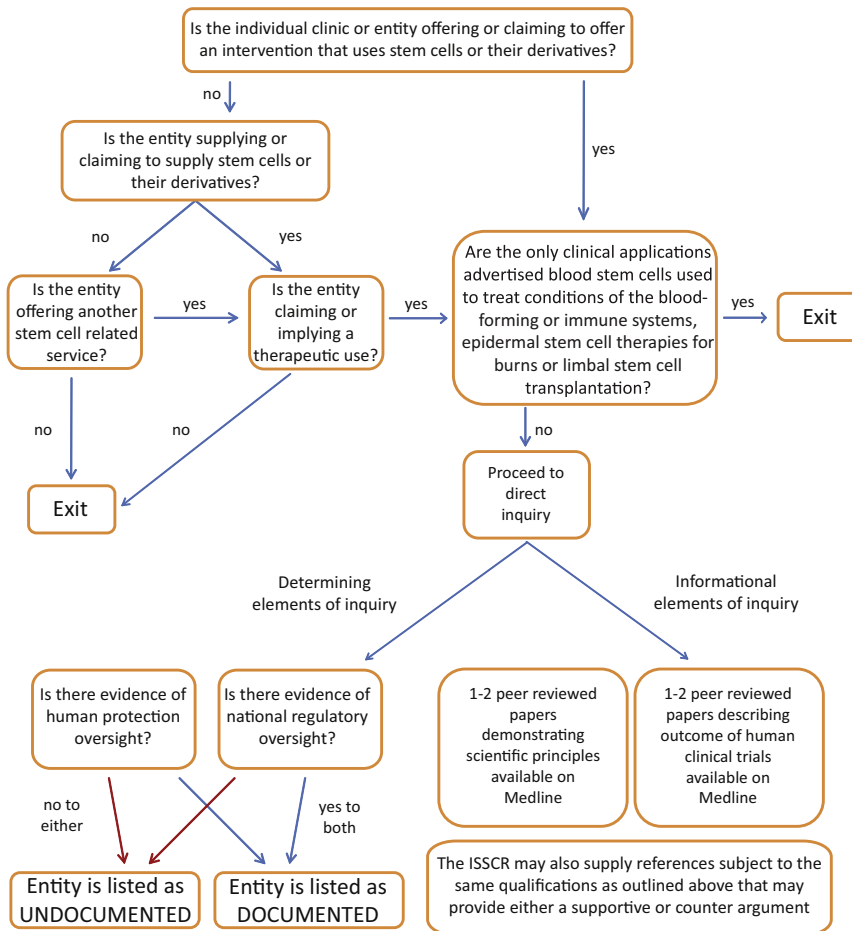 Is the individual clinic or entity offering or claiming to offer
an intervention that uses stem cells or their derivatives?
no
yes
Is the entity supplying or
claiming to supply stem cells or
their derivatives?
no
yes
Is the entity
offering another
stem cell related
service?
yes
Is the entity
claiming or
implying a
therapeutic use?
yes
Are the only clinical applications
advertised blood stem cells used
to treat conditions of the blood-
forming or immune systems,
epidermal stem cell therapies for
burns or limbal stem cell
transplantation?
yes
Exit
no
no
no
Exit
Proceed to
direct
inquiry
Determining
elements of inquiry
Informational
elements of inquiry
Is there evidence of
human protection
oversight?
Is there evidence of
national regulatory
oversight?
1-2 peer reviewed
papers
demonstrating
scientific principles
available on
Medline
1-2 peer reviewed
papers describing
outcome of human
clinical trials
available on
Medline
no to
either
yes to
both
Entity is listed as
UNDOCUMENTED
Entity is listed as
DOCUMENTED
The ISSCR may also supply references subject to the
same qualifications as outlined above that may
provide either a supportive or counter argument